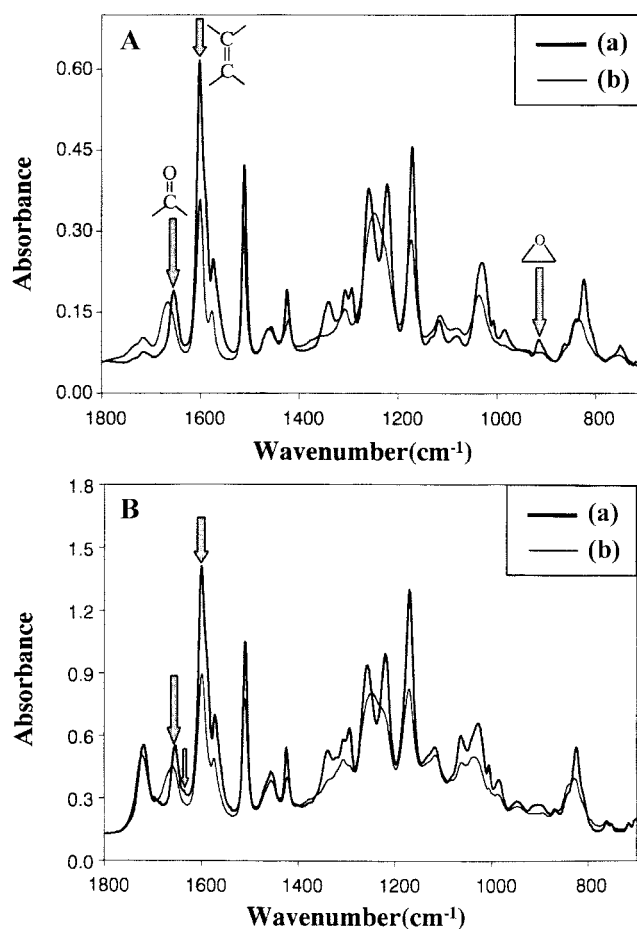 A
(a)
(b)
C
C
O
C
O
0.60
0.45
0.30
0.15
0.00
Absorbance
1800 1600 1400 1200 1000 800
Wavenumber(cm-1)
B
(a)
(b)
1.8
1.5
1.2
0.9
0.6
0.3
0.0
Absorbance
1800 1600 1400 1200 1000 800
Wavenumber(cm-1)